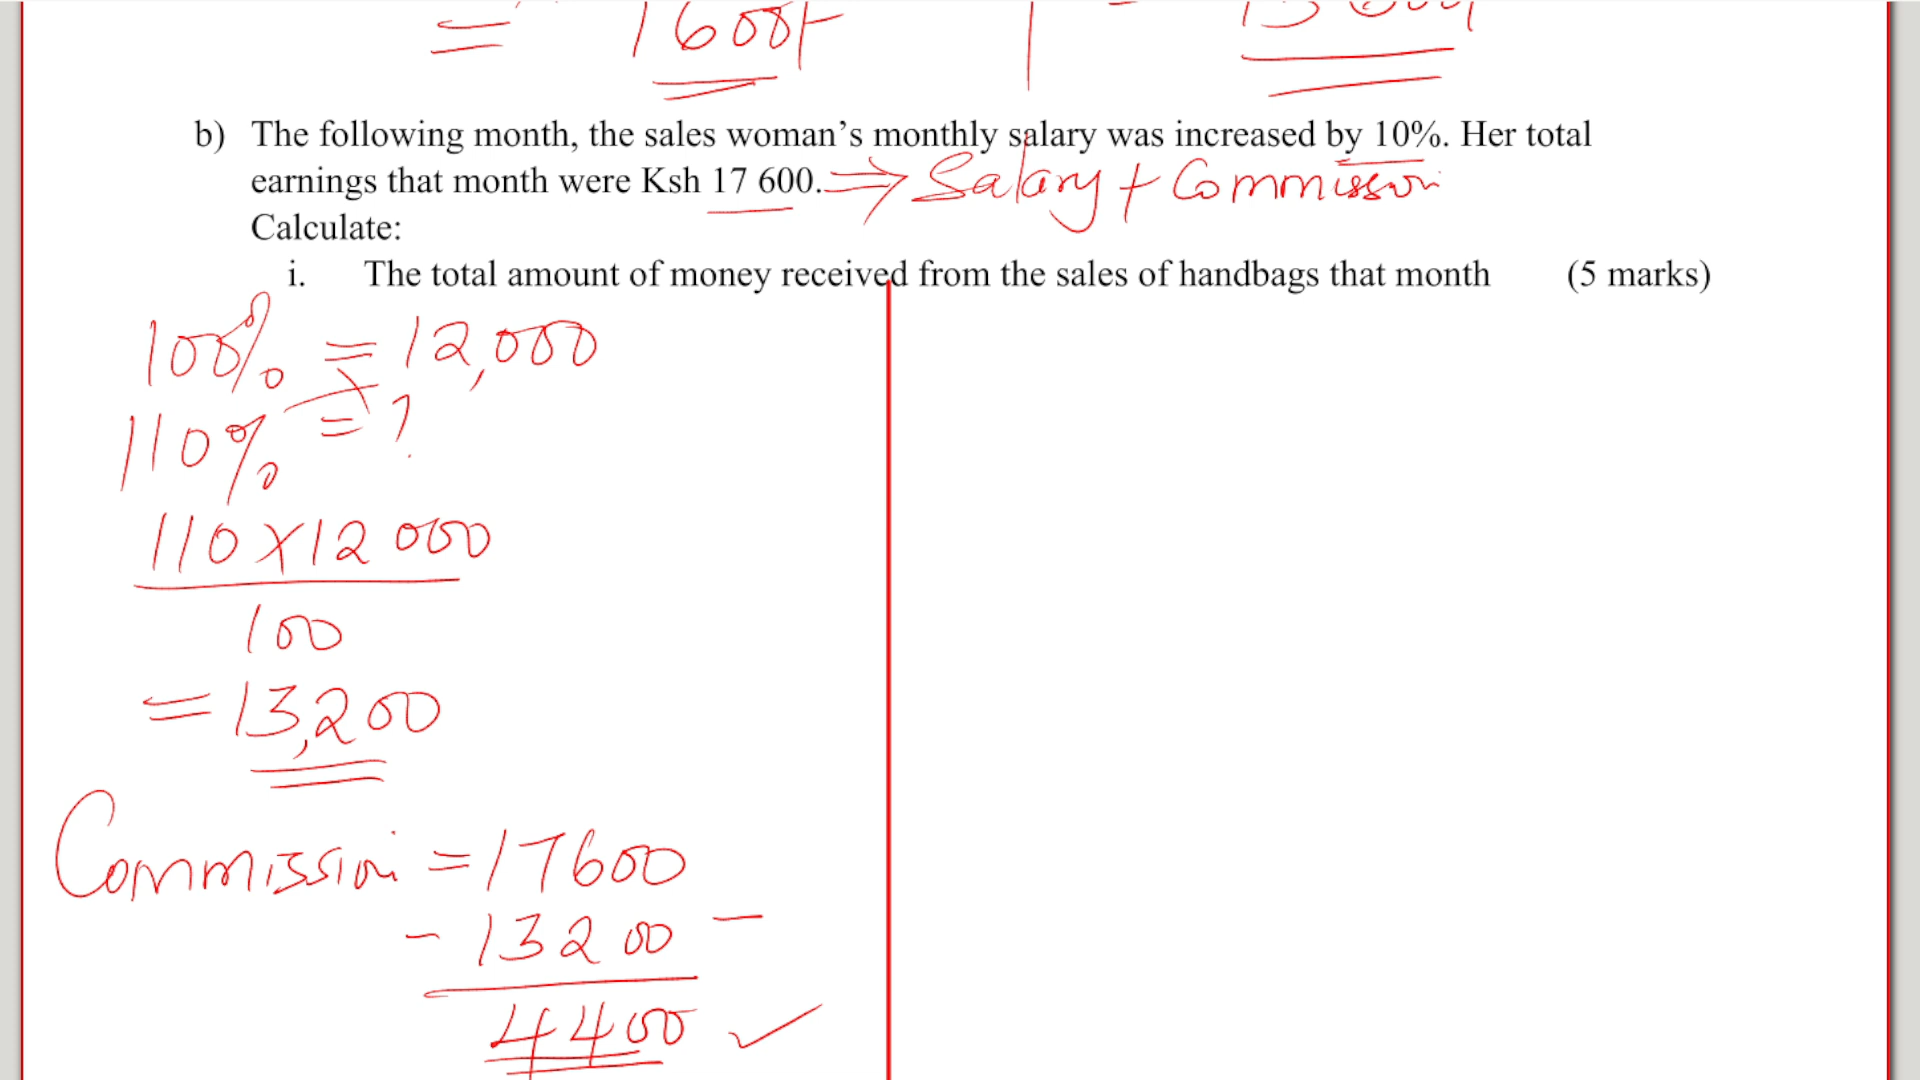 = 1600/=
b) The following month, the sales woman's monthly salary was increased by 10%. Her total
earnings that month were Ksh 17 600. ⇒ Salary + Commission
Calculate:
i. The total amount of money received from the sales of handbags that month (5 marks)
100% = 12,000
110% = ?
110 x 12 000
100
= 13,200
Commission = 17600
- 13200 -
4400 ✓